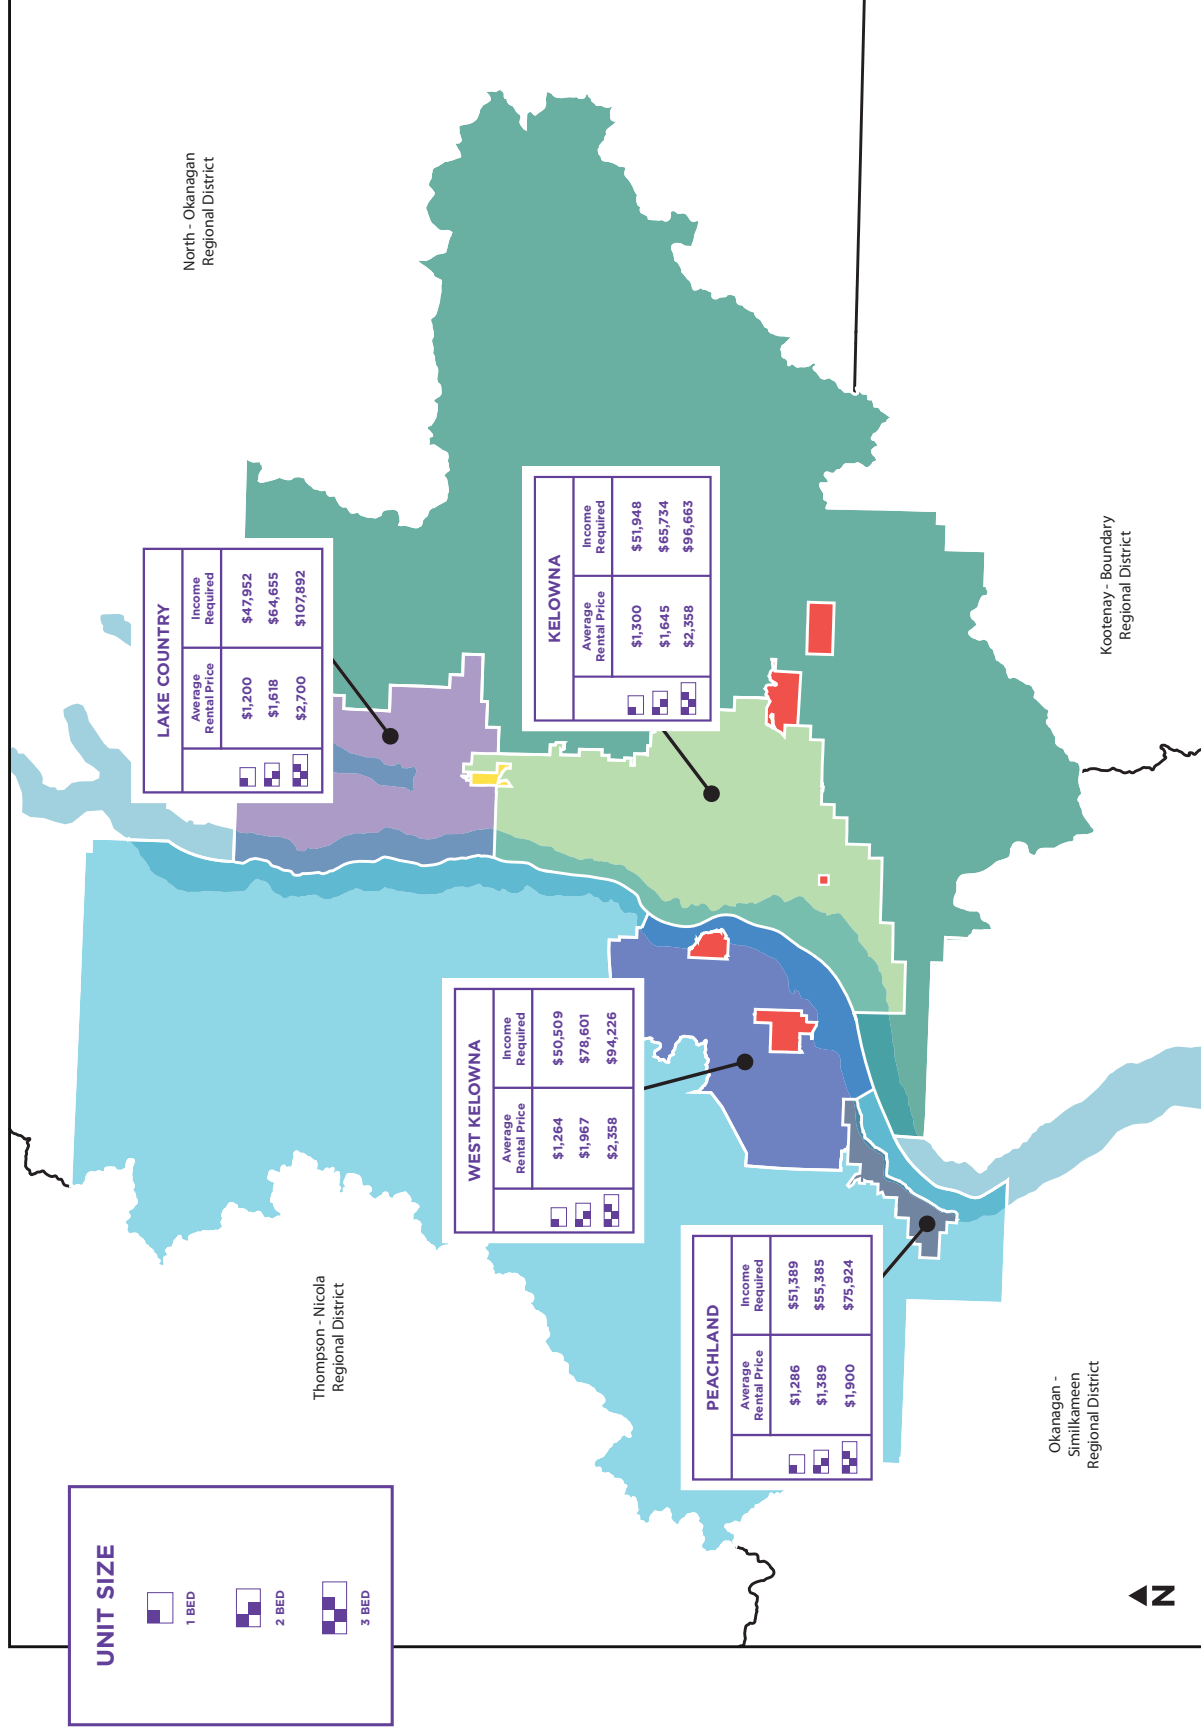 UNIT SIZE
1 BED
2 BED
3 BED
Thompson - Nicola
Regional District
North - Okanagan
Regional District
LAKE COUNTRY
Average
Rental Price
Income
Required
$1,200 $47,952
$1,618 $64,655
$2,700 $107,892
WEST KELOWNA
Average
Rental Price
Income
Required
$1,264 $50,509
$1,967 $78,601
$2,358 $94,226
KELOWNA
Average
Rental Price
Income
Required
$1,300 $51,948
$1,645 $65,734
$2,358 $96,663
PEACHLAND
Average
Rental Price
Income
Required
$1,286 $51,389
$1,389 $55,385
$1,900 $75,924
Okanagan -
Similkameen
Regional District
Kootenay - Boundary
Regional District
N